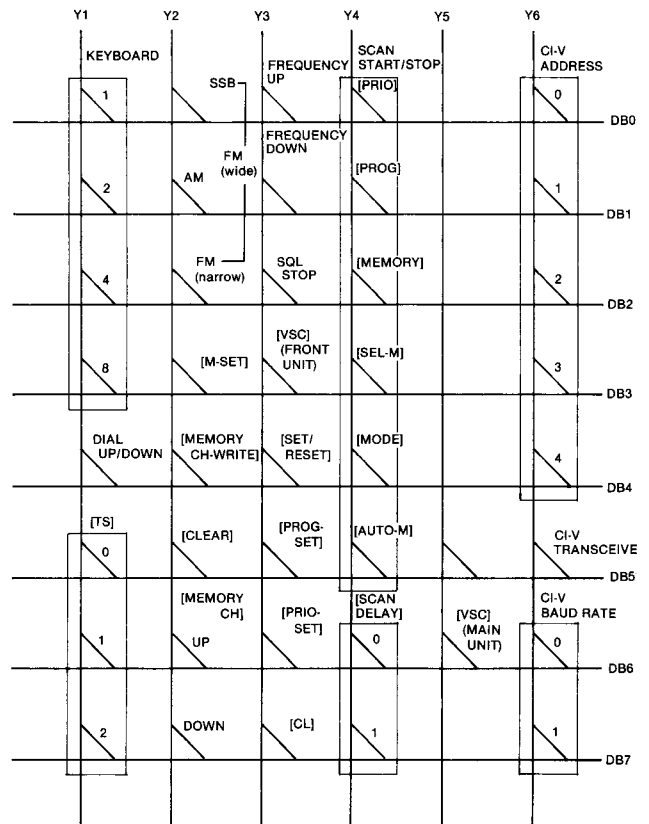 Y1 Y2 Y3 Y4 Y5 Y6
KEYBOARD
SSB
FREQUENCY
UP
SCAN
START/STOP
[PRIO]
CI-V
ADDRESS
1
0
DB0
FREQUENCY
DOWN
FM
(wide)
2
AM
[PROG]
1
DB1
4
FM
(narrow)
SQL
STOP
[MEMORY]
2
DB2
8
[M-SET]
[VSC]
(FRONT
UNIT)
[SEL-M]
3
DB3
DIAL
UP/DOWN
[MEMORY
CH-WRITE]
[SET/
RESET]
[MODE]
4
DB4
[TS]
0
[CLEAR]
[PROG-
SET]
[AUTO-M]
CI-V
TRANSCEIVE
DB5
1
[MEMORY
CH]
UP
[PRIO-
SET]
[SCAN
DELAY]
0
[VSC]
(MAIN
UNIT)
CI-V
BAUD RATE
0
DB6
2
DOWN
[CL]
1
1
DB7